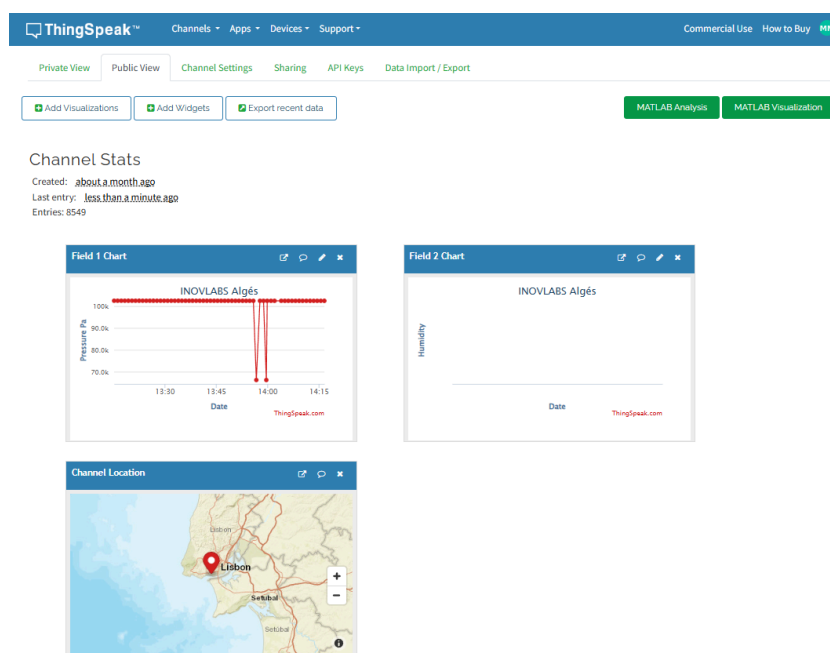 ThingSpeak™ Channels Apps Devices Support Commercial Use How to Buy MM
Private View Public View Channel Settings Sharing API Keys Data Import / Export
Add Visualizations Add Widgets Export recent data MATLAB Analysis MATLAB Visualization
Channel Stats
Created: about a month ago
Last entry: less than a minute ago
Entries: 8549
Field 1 Chart
INOVLABS Algés
Pressure Pa
100k
90.0k
80.0k
70.0k
13:30 13:45 14:00 14:15
Date
ThingSpeak.com
Field 2 Chart
INOVLABS Algés
Humidity
Date
ThingSpeak.com
Channel Location
Lisbon
Lisbon
+
Setúbal
−
Setúbal